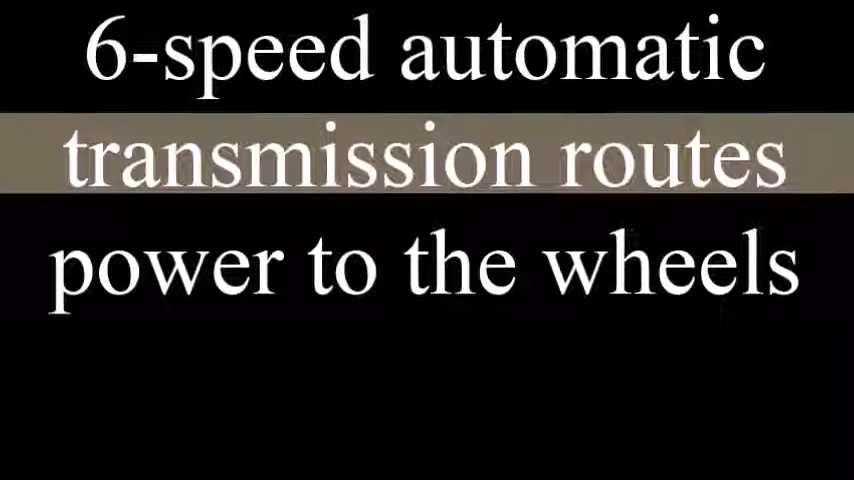 6-speed automatic
transmission routes
power to the wheels